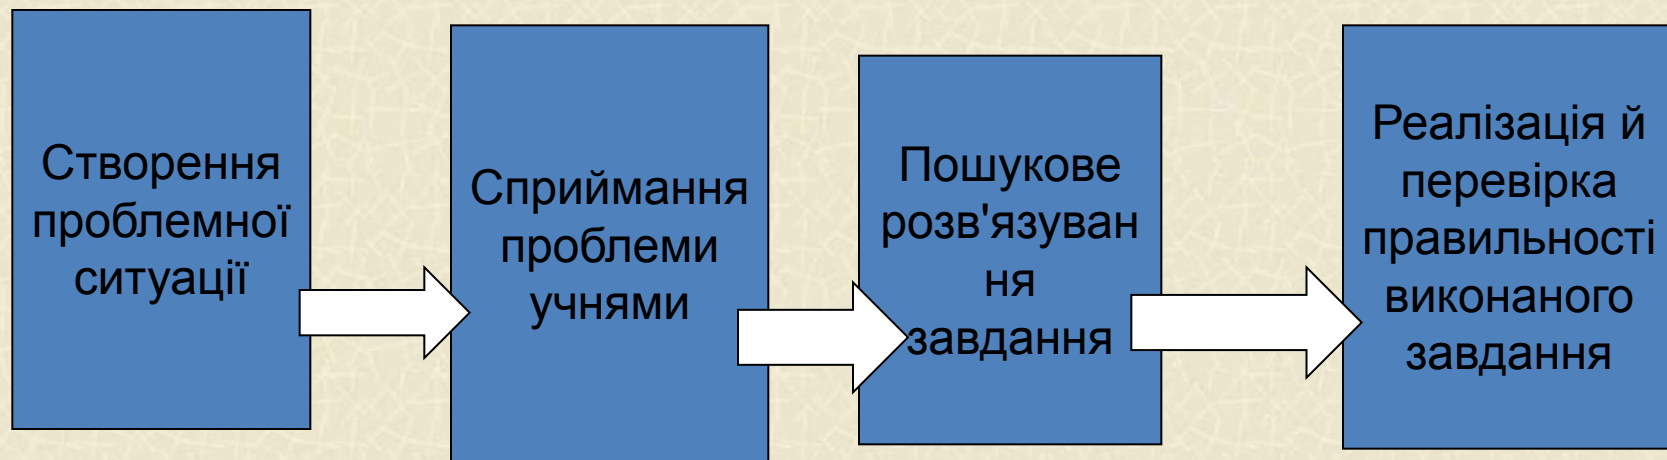 Створення
проблемної
ситуації
Сприймання
проблеми
учнями
Пошукове
розв'язуван
ня
завдання
Реалізація й
перевірка
правильності
виконаного
завдання